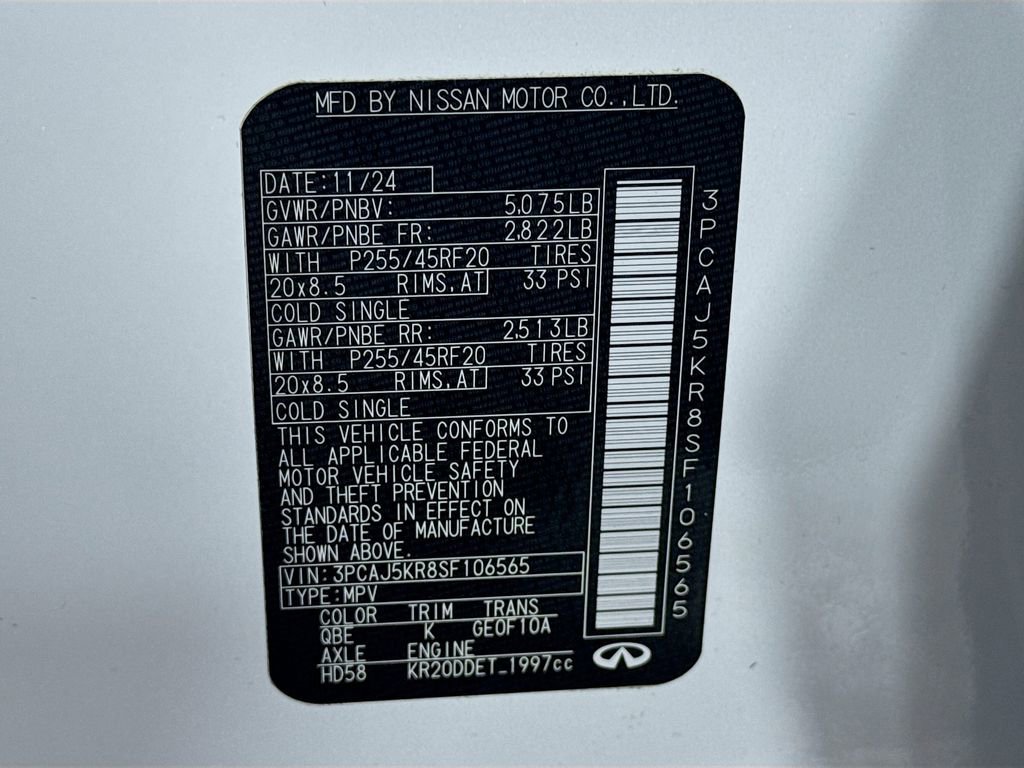 MFD BY NISSAN MOTOR CO.,LTD.
DATE:11/24
GVWR/PNBV: 5,075LB
GAWR/PNBE FR: 2,822LB
WITH P255/45RF20 TIRES
20x8.5 RIMS,AT 33 PSI
COLD SINGLE
GAWR/PNBE RR: 2,513LB
WITH P255/45RF20 TIRES
20x8.5 RIMS,AT 33 PSI
COLD SINGLE
THIS VEHICLE CONFORMS TO
ALL APPLICABLE FEDERAL
MOTOR VEHICLE SAFETY
AND THEFT PREVENTION
STANDARDS IN EFFECT ON
THE DATE OF MANUFACTURE
SHOWN ABOVE.
VIN:3PCAJ5KR8SF106565
TYPE:MPV
COLOR TRIM TRANS
QBE K GE0F10A
AXLE ENGINE
HD58 KR20DDET_1997cc
3PCAJ5KR8SF106565